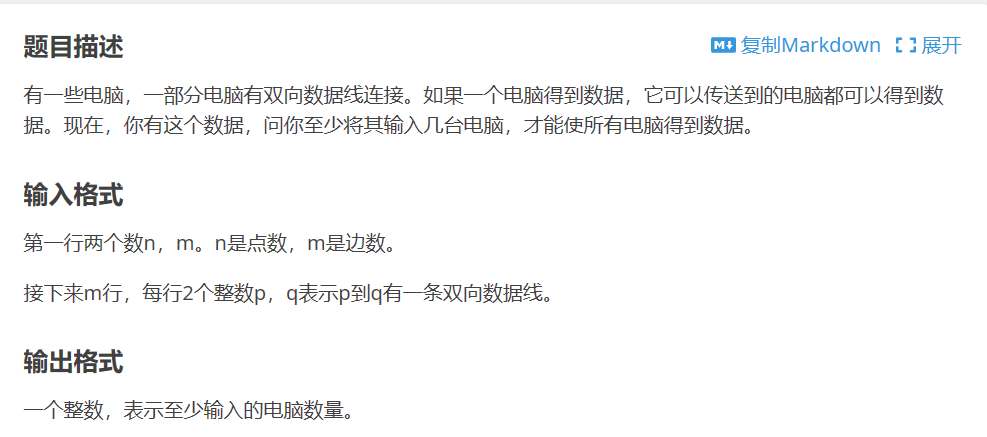 题目描述
复制Markdown 展开
有一些电脑，一部分电脑有双向数据线连接。如果一个电脑得到数据，它可以传送到的电脑都可以得到数
据。现在，你有这个数据，问你至少将其输入几台电脑，才能使所有电脑得到数据。
输入格式
第一行两个数n，m。n是点数，m是边数。
接下来m行，每行2个整数p，q表示p到q有一条双向数据线。
输出格式
一个整数，表示至少输入的电脑数量。